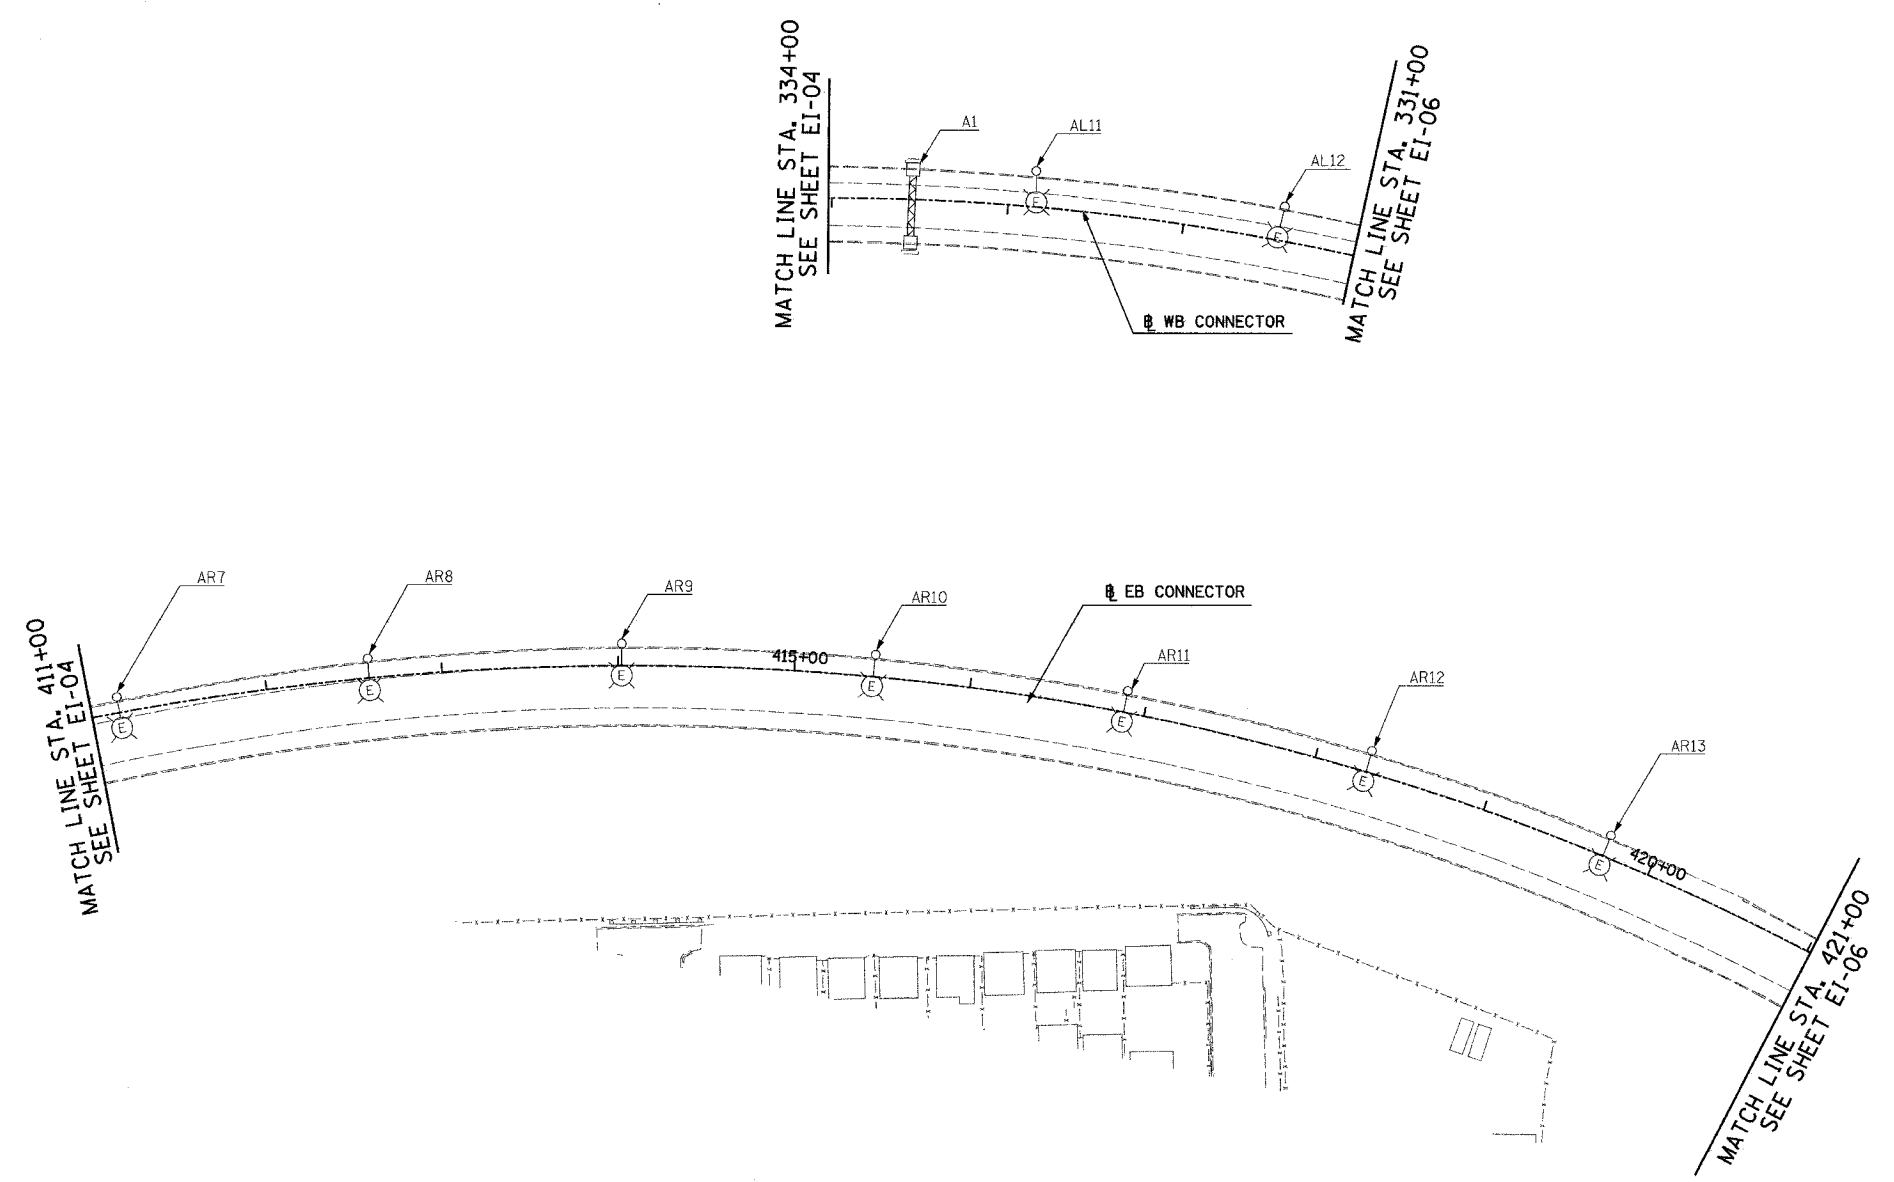 MATCH LINE STA. 334+00
SEE SHEET EI-04
A1
AL11
AL12
MATCH LINE STA. 331+00
SEE SHEET EI-06
℄ WB CONNECTOR
MATCH LINE STA. 411+00
SEE SHEET EI-04
AR7
AR8
AR9
AR10
AR11
AR12
AR13
℄ EB CONNECTOR
415+00
420+00
E
E
E
E
E
E
E
E
E
MATCH LINE STA. 421+00
SEE SHEET EI-06